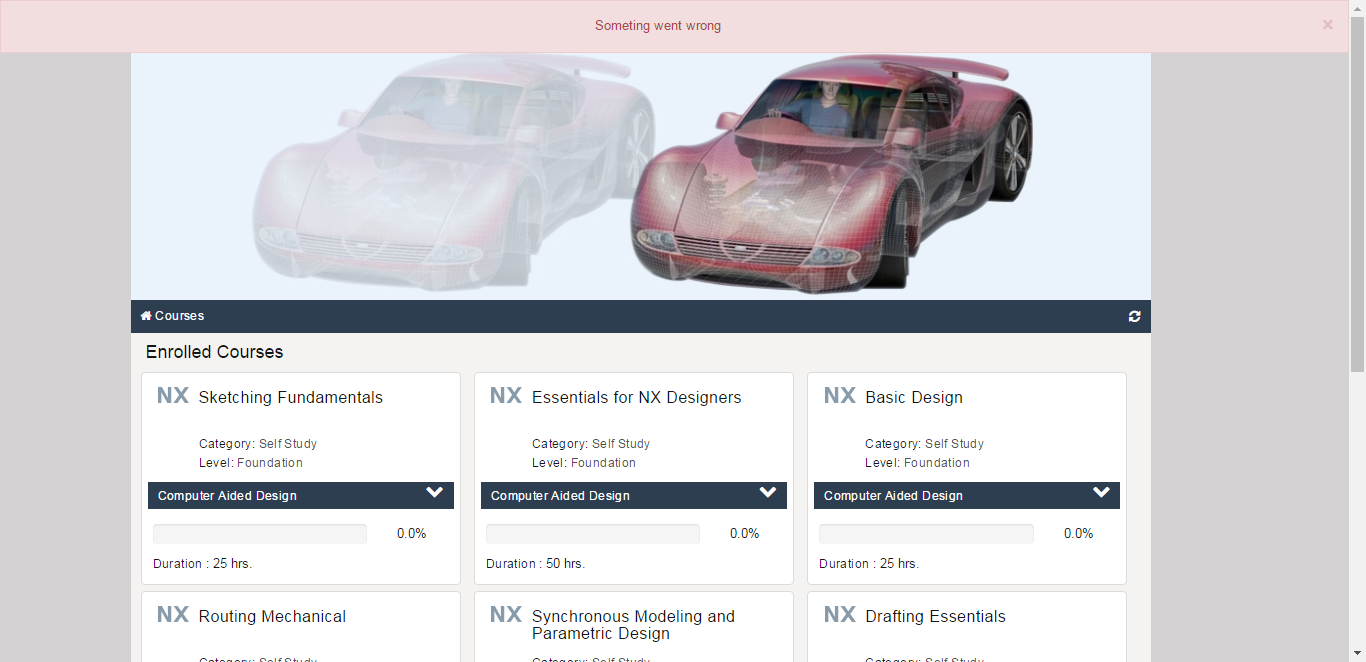 Someting went wrong
×
Courses
Enrolled Courses
NX Sketching Fundamentals
Category: Self Study
Level: Foundation
Computer Aided Design
0.0%
Duration : 25 hrs.
NX Essentials for NX Designers
Category: Self Study
Level: Foundation
Computer Aided Design
0.0%
Duration : 50 hrs.
NX Basic Design
Category: Self Study
Level: Foundation
Computer Aided Design
0.0%
Duration : 25 hrs.
NX Routing Mechanical
Category: Self Study
NX Synchronous Modeling and
Parametric Design
Category: Self Study
NX Drafting Essentials
Category: Self Study